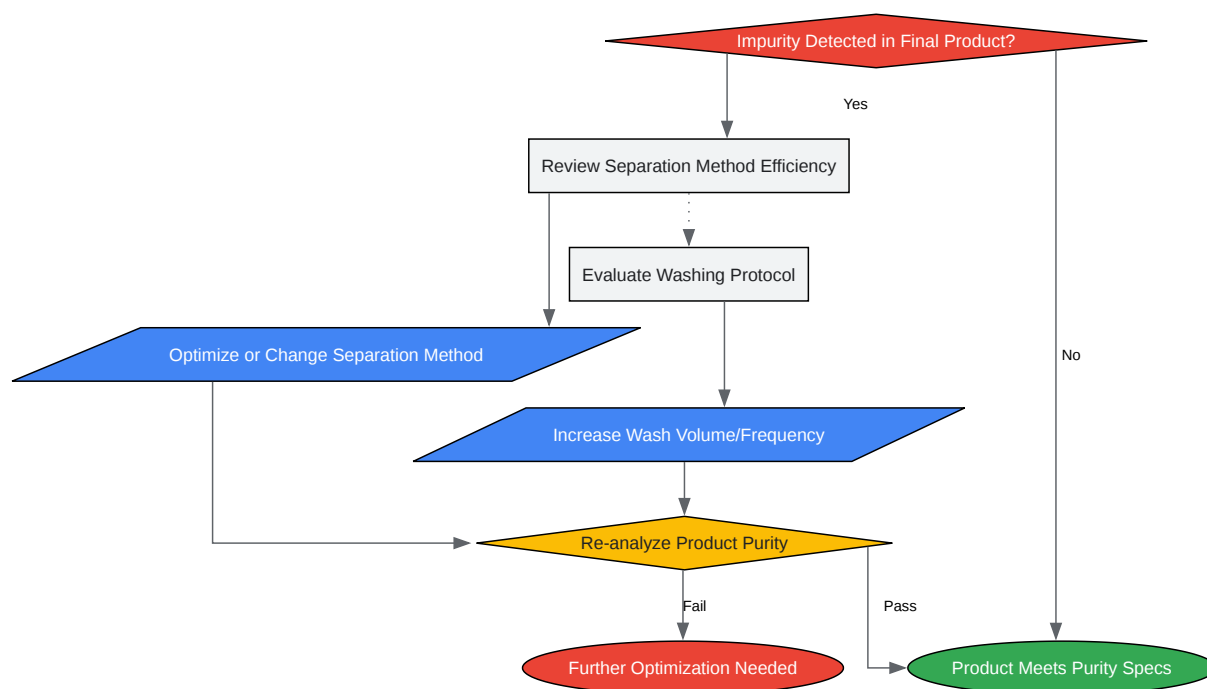 Impurity Detected in Final Product?
Yes
Review Separation Method Efficiency
Evaluate Washing Protocol
Optimize or Change Separation Method
No
Increase Wash Volume/Frequency
Re-analyze Product Purity
Fail
Pass
Further Optimization Needed
Product Meets Purity Specs